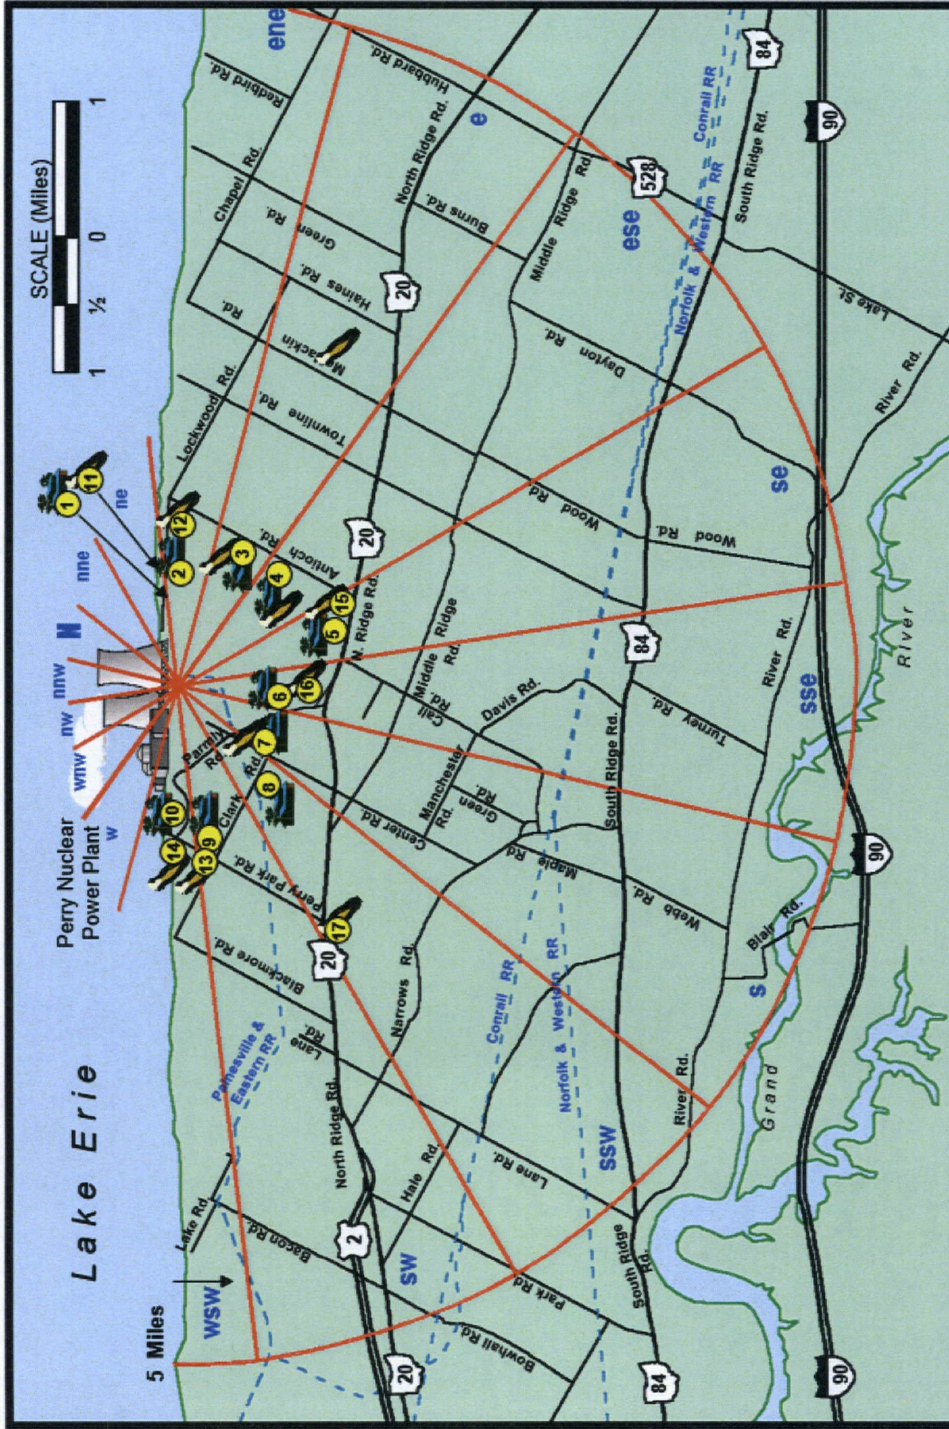 Lake Erie
5 Miles
Perry Nuclear
Power Plant
SCALE (Miles)
1 ½ 0 1
w
wnw
nw
nnw
N
nne
ne
ene
e
ese
se
sse
s
ssw
sw
wsw
1
11
2
12
3
4
5
15
6
16
7
8
9
10
13
14
17
Lake Rd.
Bacon Rd.
Painesville &
Eastern RR
Blackmore Rd.
Lane
Rd.
Perry Park Rd.
Clark Rd.
Parmly
Rd.
Center Rd.
Antioch Rd.
Lockwood Rd.
Townline Rd.
McMackin Rd.
Haines Rd.
Green Rd.
Chapel Rd.
Redbird Rd.
Hubbard Rd.
North Ridge Rd.
20
2
North Ridge Rd.
20
N. Ridge Rd.
20
20
North Ridge Rd.
Burns Rd.
Middle Ridge Rd.
Middle Ridge
Rd.
Narrows Rd.
Call
Rd.
Davis Rd.
Manchester
Rd.
Green
Rd.
Maple Rd.
Webb Rd.
Hale Rd.
Lane Rd.
Park Rd.
Bowhall Rd.
Conrail RR
Norfolk & Western RR
Norfolk & Western RR
Conrail RR
Dayton Rd.
Wood Rd.
Wood Rd.
Turney Rd.
528
84
South Ridge
Rd.
South Ridge Rd.
84
South Ridge Rd.
84
River Rd.
River Rd.
River Rd.
Blair Rd.
Lake St.
Grand
River
90
90
90